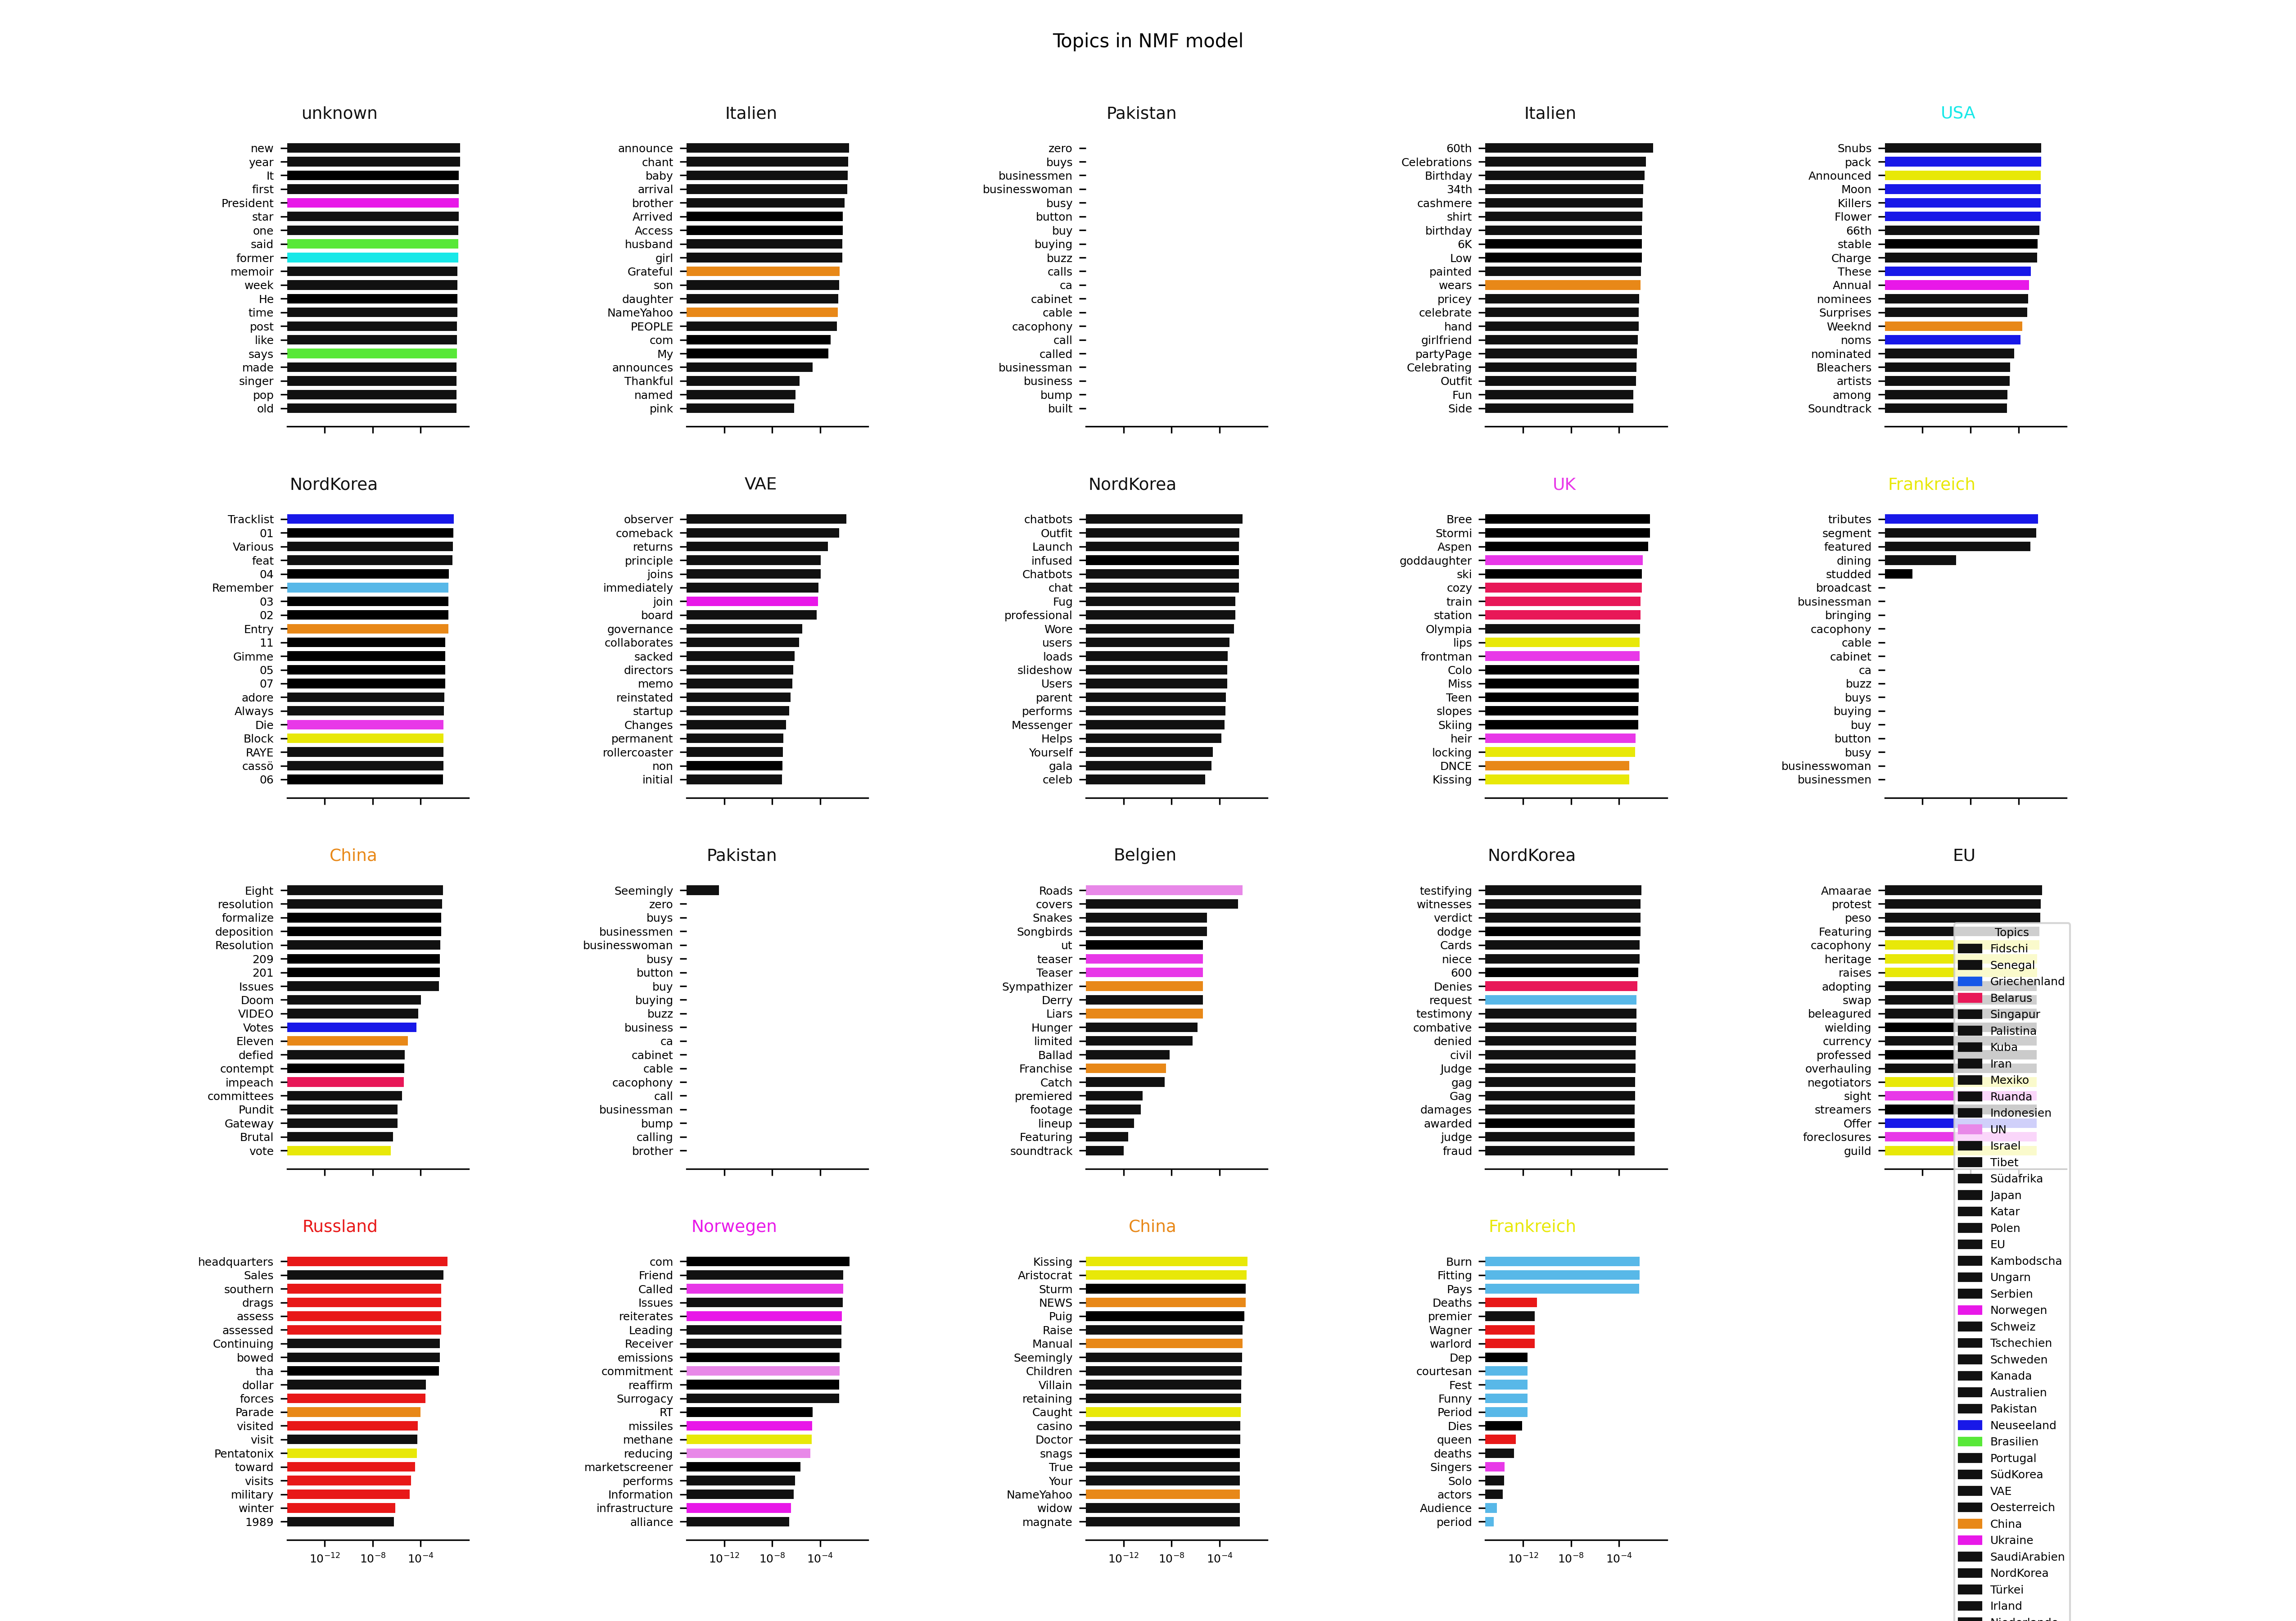 Topics in NMF model
unknown
new
year
It
first
President
star
one
said
former
memoir
week
He
time
post
like
says
made
singer
pop
old
Italien
announce
chant
baby
arrival
brother
Arrived
Access
husband
girl
Grateful
son
daughter
NameYahoo
PEOPLE
com
My
announces
Thankful
named
pink
Pakistan
zero
buys
businessmen
businesswoman
busy
button
buy
buying
buzz
calls
ca
cabinet
cable
cacophony
call
called
businessman
business
bump
built
Italien
60th
Celebrations
Birthday
34th
cashmere
shirt
birthday
6K
Low
painted
wears
pricey
celebrate
hand
girlfriend
partyPage
Celebrating
Outfit
Fun
Side
USA
Snubs
pack
Announced
Moon
Killers
Flower
66th
stable
Charge
These
Annual
nominees
Surprises
Weeknd
noms
nominated
Bleachers
artists
among
Soundtrack
NordKorea
Tracklist
01
Various
feat
04
Remember
03
02
Entry
11
Gimme
05
07
adore
Always
Die
Block
RAYE
cassö
06
VAE
observer
comeback
returns
principle
joins
immediately
join
board
governance
collaborates
sacked
directors
memo
reinstated
startup
Changes
permanent
rollercoaster
non
initial
NordKorea
chatbots
Outfit
Launch
infused
Chatbots
chat
Fug
professional
Wore
users
loads
slideshow
Users
parent
performs
Messenger
Helps
Yourself
gala
celeb
UK
Bree
Stormi
Aspen
goddaughter
ski
cozy
train
station
Olympia
lips
frontman
Colo
Miss
Teen
slopes
Skiing
heir
locking
DNCE
Kissing
Frankreich
tributes
segment
featured
dining
studded
broadcast
businessman
bringing
cacophony
cable
cabinet
ca
buzz
buys
buying
buy
button
busy
businesswoman
businessmen
China
Eight
resolution
formalize
deposition
Resolution
209
201
Issues
Doom
VIDEO
Votes
Eleven
defied
contempt
impeach
committees
Pundit
Gateway
Brutal
vote
Pakistan
Seemingly
zero
buys
businessmen
businesswoman
busy
button
buy
buying
buzz
business
ca
cabinet
cable
cacophony
call
businessman
bump
calling
brother
Belgien
Roads
covers
Snakes
Songbirds
ut
teaser
Teaser
Sympathizer
Derry
Liars
Hunger
limited
Ballad
Franchise
Catch
premiered
footage
lineup
Featuring
soundtrack
NordKorea
testifying
witnesses
verdict
dodge
Cards
niece
600
Denies
request
testimony
combative
denied
civil
Judge
gag
Gag
damages
awarded
judge
fraud
EU
Amaarae
protest
peso
Featuring
cacophony
heritage
raises
adopting
swap
beleagured
wielding
currency
professed
overhauling
negotiators
sight
streamers
Offer
foreclosures
guild
Russland
headquarters
Sales
southern
drags
assess
assessed
Continuing
bowed
tha
dollar
forces
Parade
visited
visit
Pentatonix
toward
visits
military
winter
1989
10⁻¹² 10⁻⁸ 10⁻⁴
Norwegen
com
Friend
Called
Issues
reiterates
Leading
Receiver
emissions
commitment
reaffirm
Surrogacy
RT
missiles
methane
reducing
marketscreener
performs
Information
infrastructure
alliance
10⁻¹² 10⁻⁸ 10⁻⁴
China
Kissing
Aristocrat
Sturm
NEWS
Puig
Raise
Manual
Seemingly
Children
Villain
retaining
Caught
casino
Doctor
snags
True
Your
NameYahoo
widow
magnate
10⁻¹² 10⁻⁸ 10⁻⁴
Frankreich
Burn
Fitting
Pays
Deaths
premier
Wagner
warlord
Dep
courtesan
Fest
Funny
Period
Dies
queen
deaths
Singers
Solo
actors
Audience
period
10⁻¹² 10⁻⁸ 10⁻⁴
Topics
Fidschi
Senegal
Griechenland
Belarus
Singapur
Palistina
Kuba
Iran
Mexiko
Ruanda
Indonesien
UN
Israel
Tibet
Südafrika
Japan
Katar
Polen
EU
Kambodscha
Ungarn
Serbien
Norwegen
Schweiz
Tschechien
Schweden
Kanada
Australien
Pakistan
Neuseeland
Brasilien
Portugal
SüdKorea
VAE
Oesterreich
China
Ukraine
SaudiArabien
NordKorea
Türkei
Irland